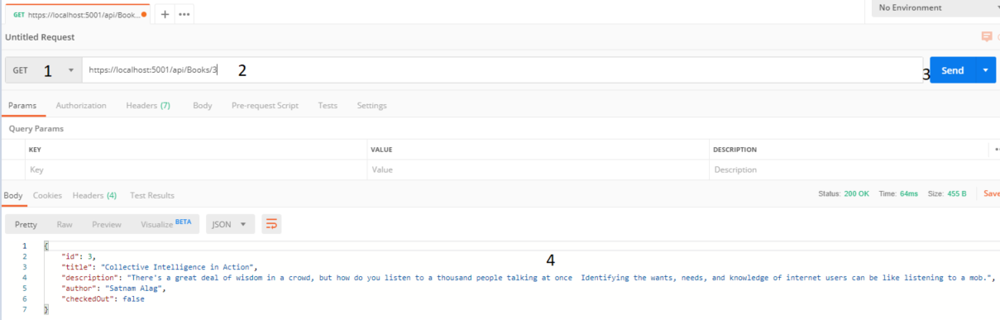 GET https://localhost:5001/api/Book... + ••• No Environment
Untitled Request
GET 1 https://localhost:5001/api/Books/3 2 3 Send
Params Authorization Headers (7) Body Pre-request Script Tests Settings
Query Params
KEY VALUE DESCRIPTION
Key Value Description
Body Cookies Headers (4) Test Results Status: 200 OK Time: 64ms Size: 455 B Save
Pretty Raw Preview Visualize BETA JSON
1 {
2 "id": 3, 4
3 "title": "Collective Intelligence in Action",
4 "description": "There's a great deal of wisdom in a crowd, but how do you listen to a thousand people talking at once  Identifying the wants, needs, and knowledge of internet users can be like listening to a mob.",
5 "author": "Satnam Alag",
6 "checkedOut": false
7 }